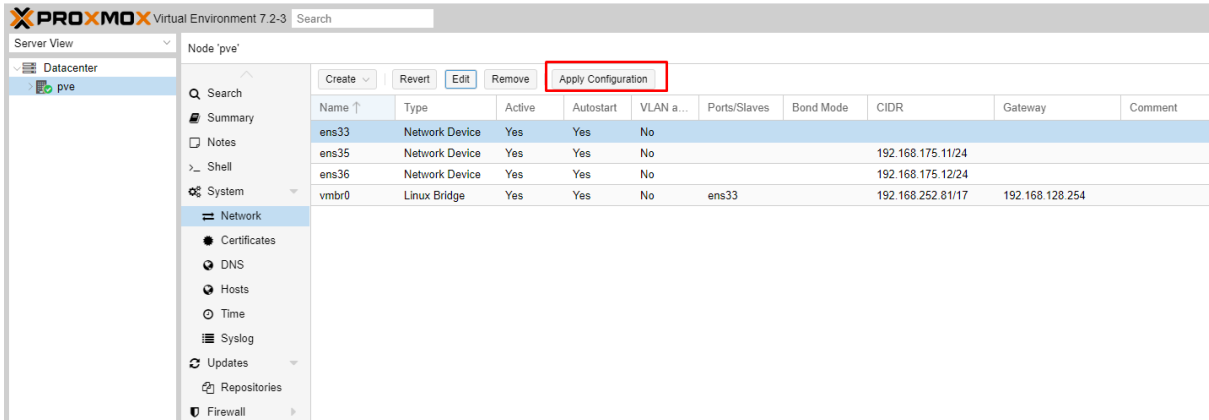 PROXMOX Virtual Environment 7.2-3 Search
Server View
Node 'pve'
Datacenter
pve
Search
Summary
Notes
Shell
System
Network
Certificates
DNS
Hosts
Time
Syslog
Updates
Repositories
Firewall
Create Revert Edit Remove Apply Configuration
Name Type Active Autostart VLAN a... Ports/Slaves Bond Mode CIDR Gateway Comment
ens33 Network Device Yes Yes No
ens35 Network Device Yes Yes No 192.168.175.11/24
ens36 Network Device Yes Yes No 192.168.175.12/24
vmbr0 Linux Bridge Yes Yes No ens33 192.168.252.81/17 192.168.128.254